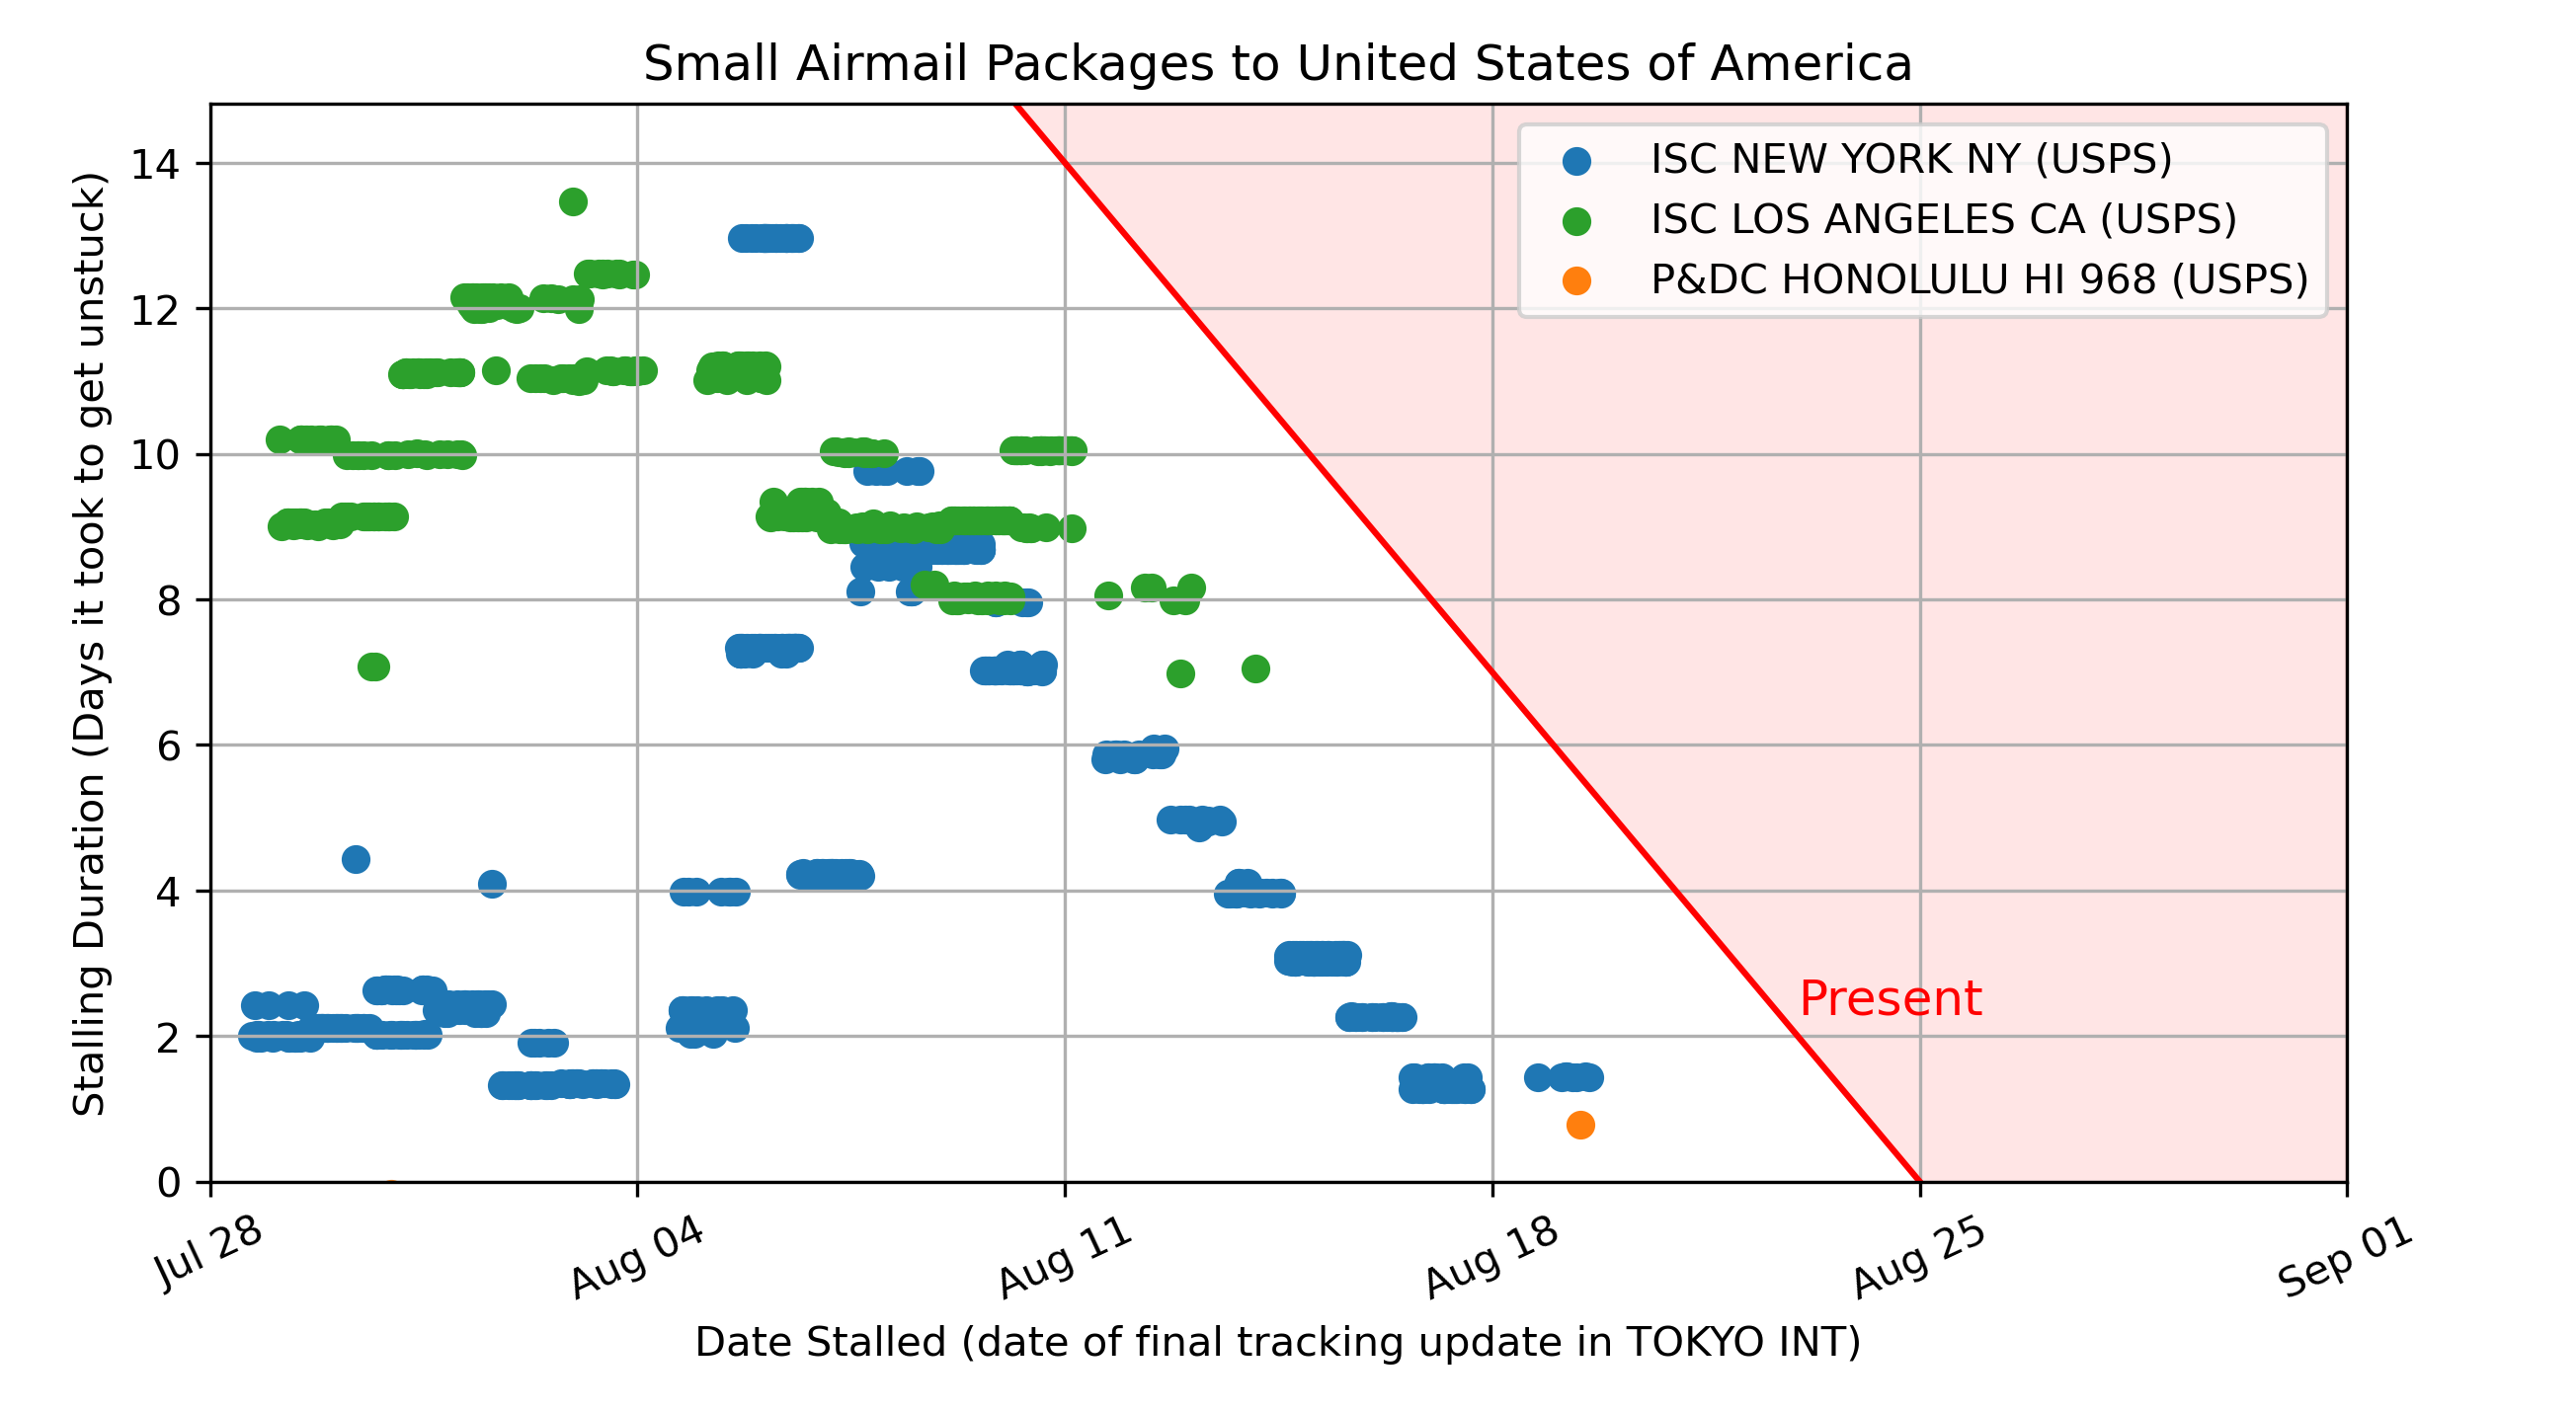 Small Airmail Packages to United States of America
Stalling Duration (Days it took to get unstuck)
14
12
10
8
6
4
2
0
ISC NEW YORK NY (USPS)
ISC LOS ANGELES CA (USPS)
P&DC HONOLULU HI 968 (USPS)
Present
Jul 28
Aug 04
Aug 11
Aug 18
Aug 25
Sep 01
Date Stalled (date of final tracking update in TOKYO INT)